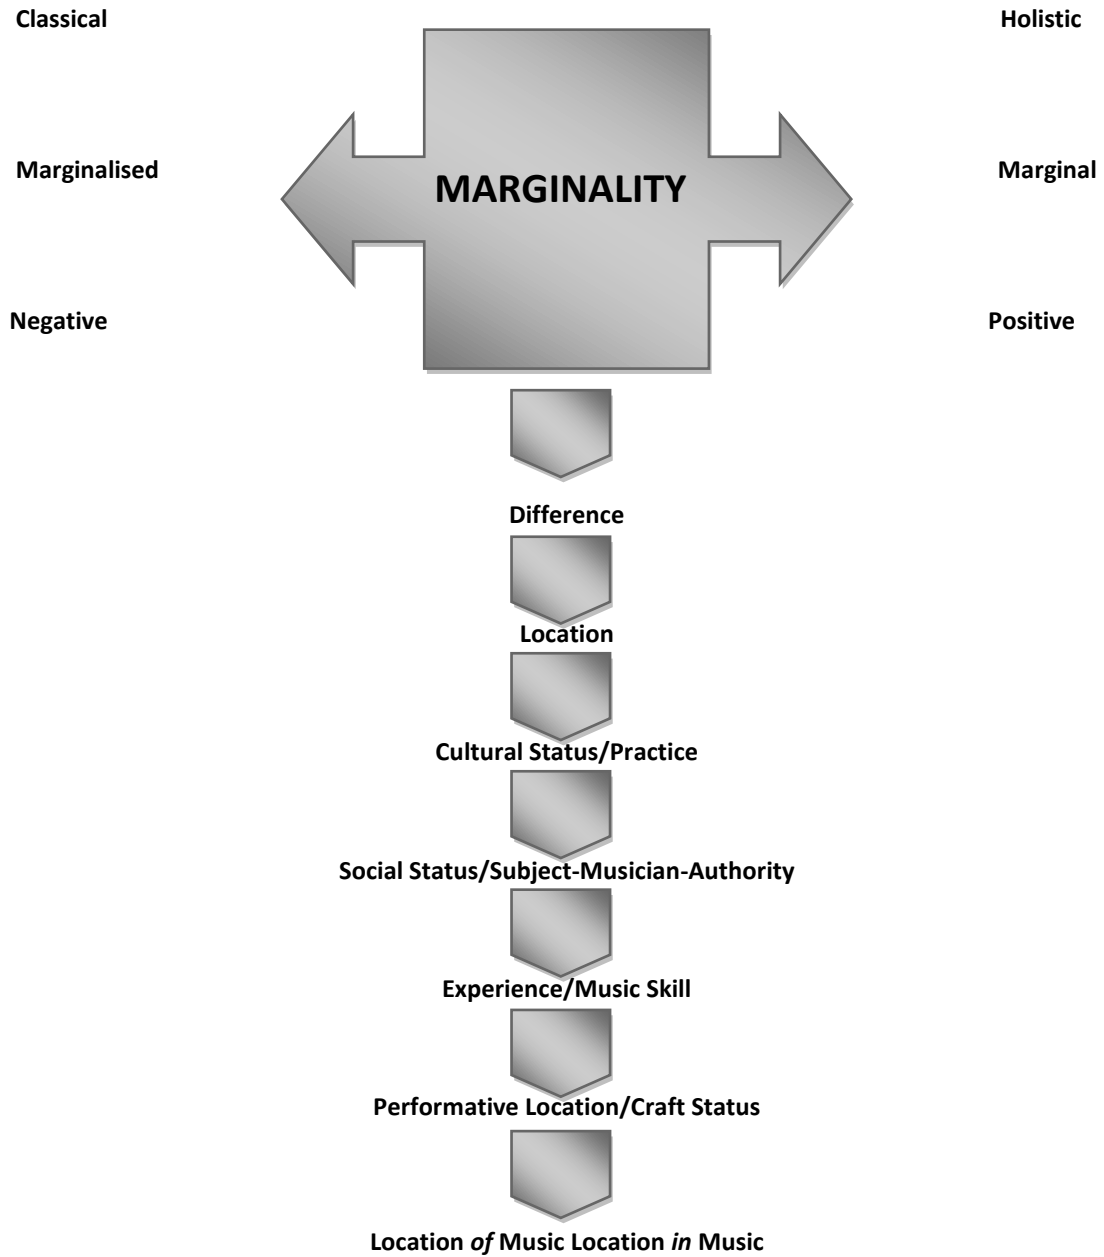 Classical
Holistic
Marginalised
MARGINALITY
Marginal
Negative
Positive
Difference
Location
Cultural Status/Practice
Social Status/Subject-Musician-Authority
Experience/Music Skill
Performative Location/Craft Status
Location of Music Location in Music